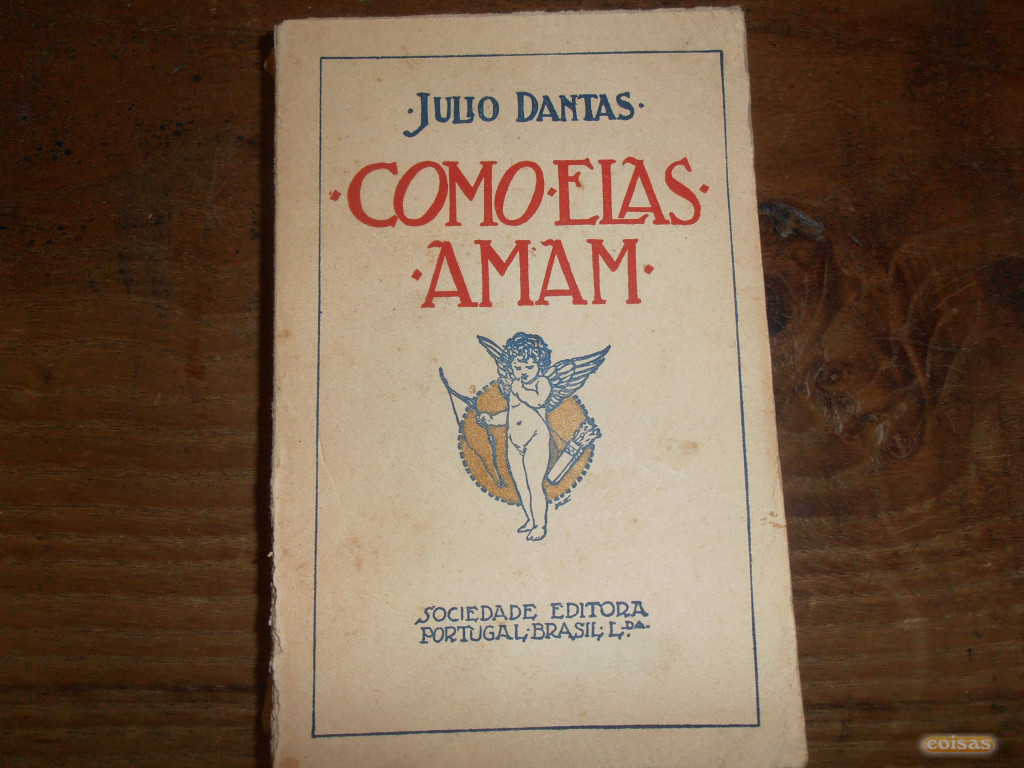 ·JULIO DANTAS·
·COMO·ELAS·
·AMAM·
SOCIEDADE EDITORA
PORTUGAL-BRASIL, L.DA
coisas